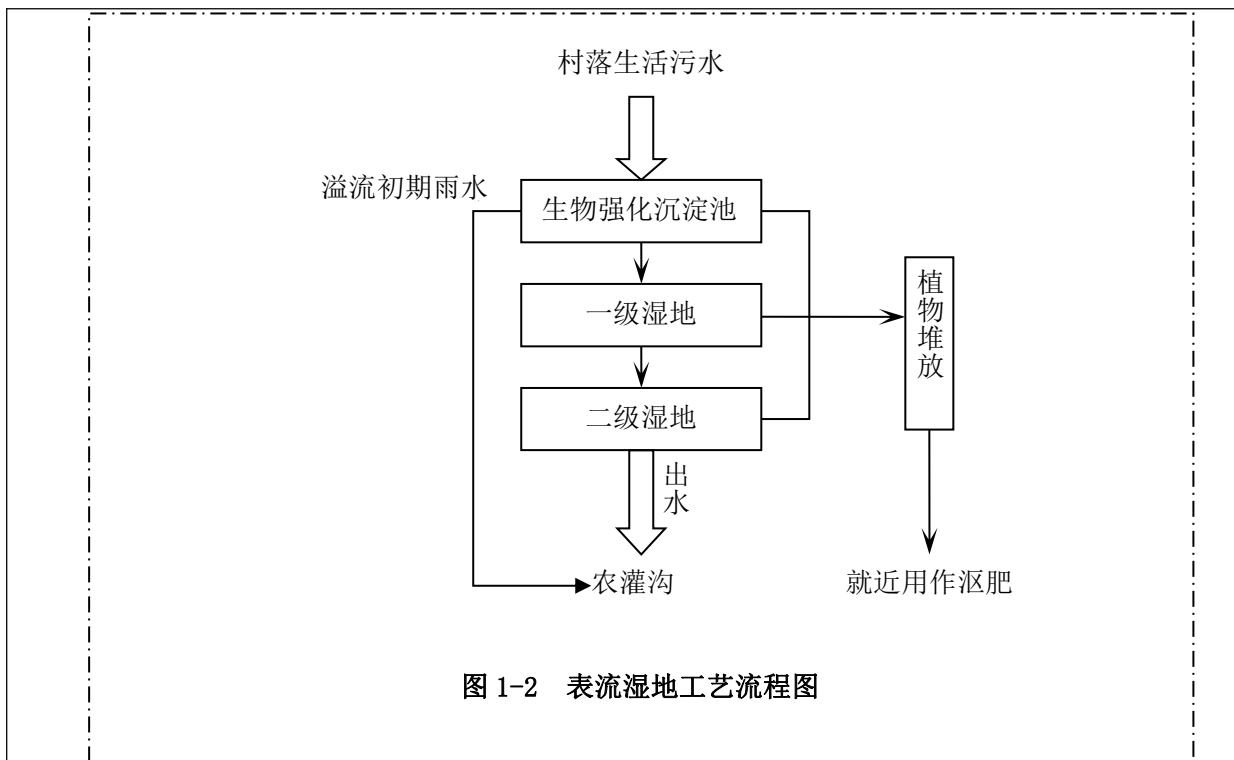 村落生活污水
溢流初期雨水
生物强化沉淀池
一级湿地
植物堆放
二级湿地
出水
农灌沟
就近用作沤肥
图 1-2 表流湿地工艺流程图